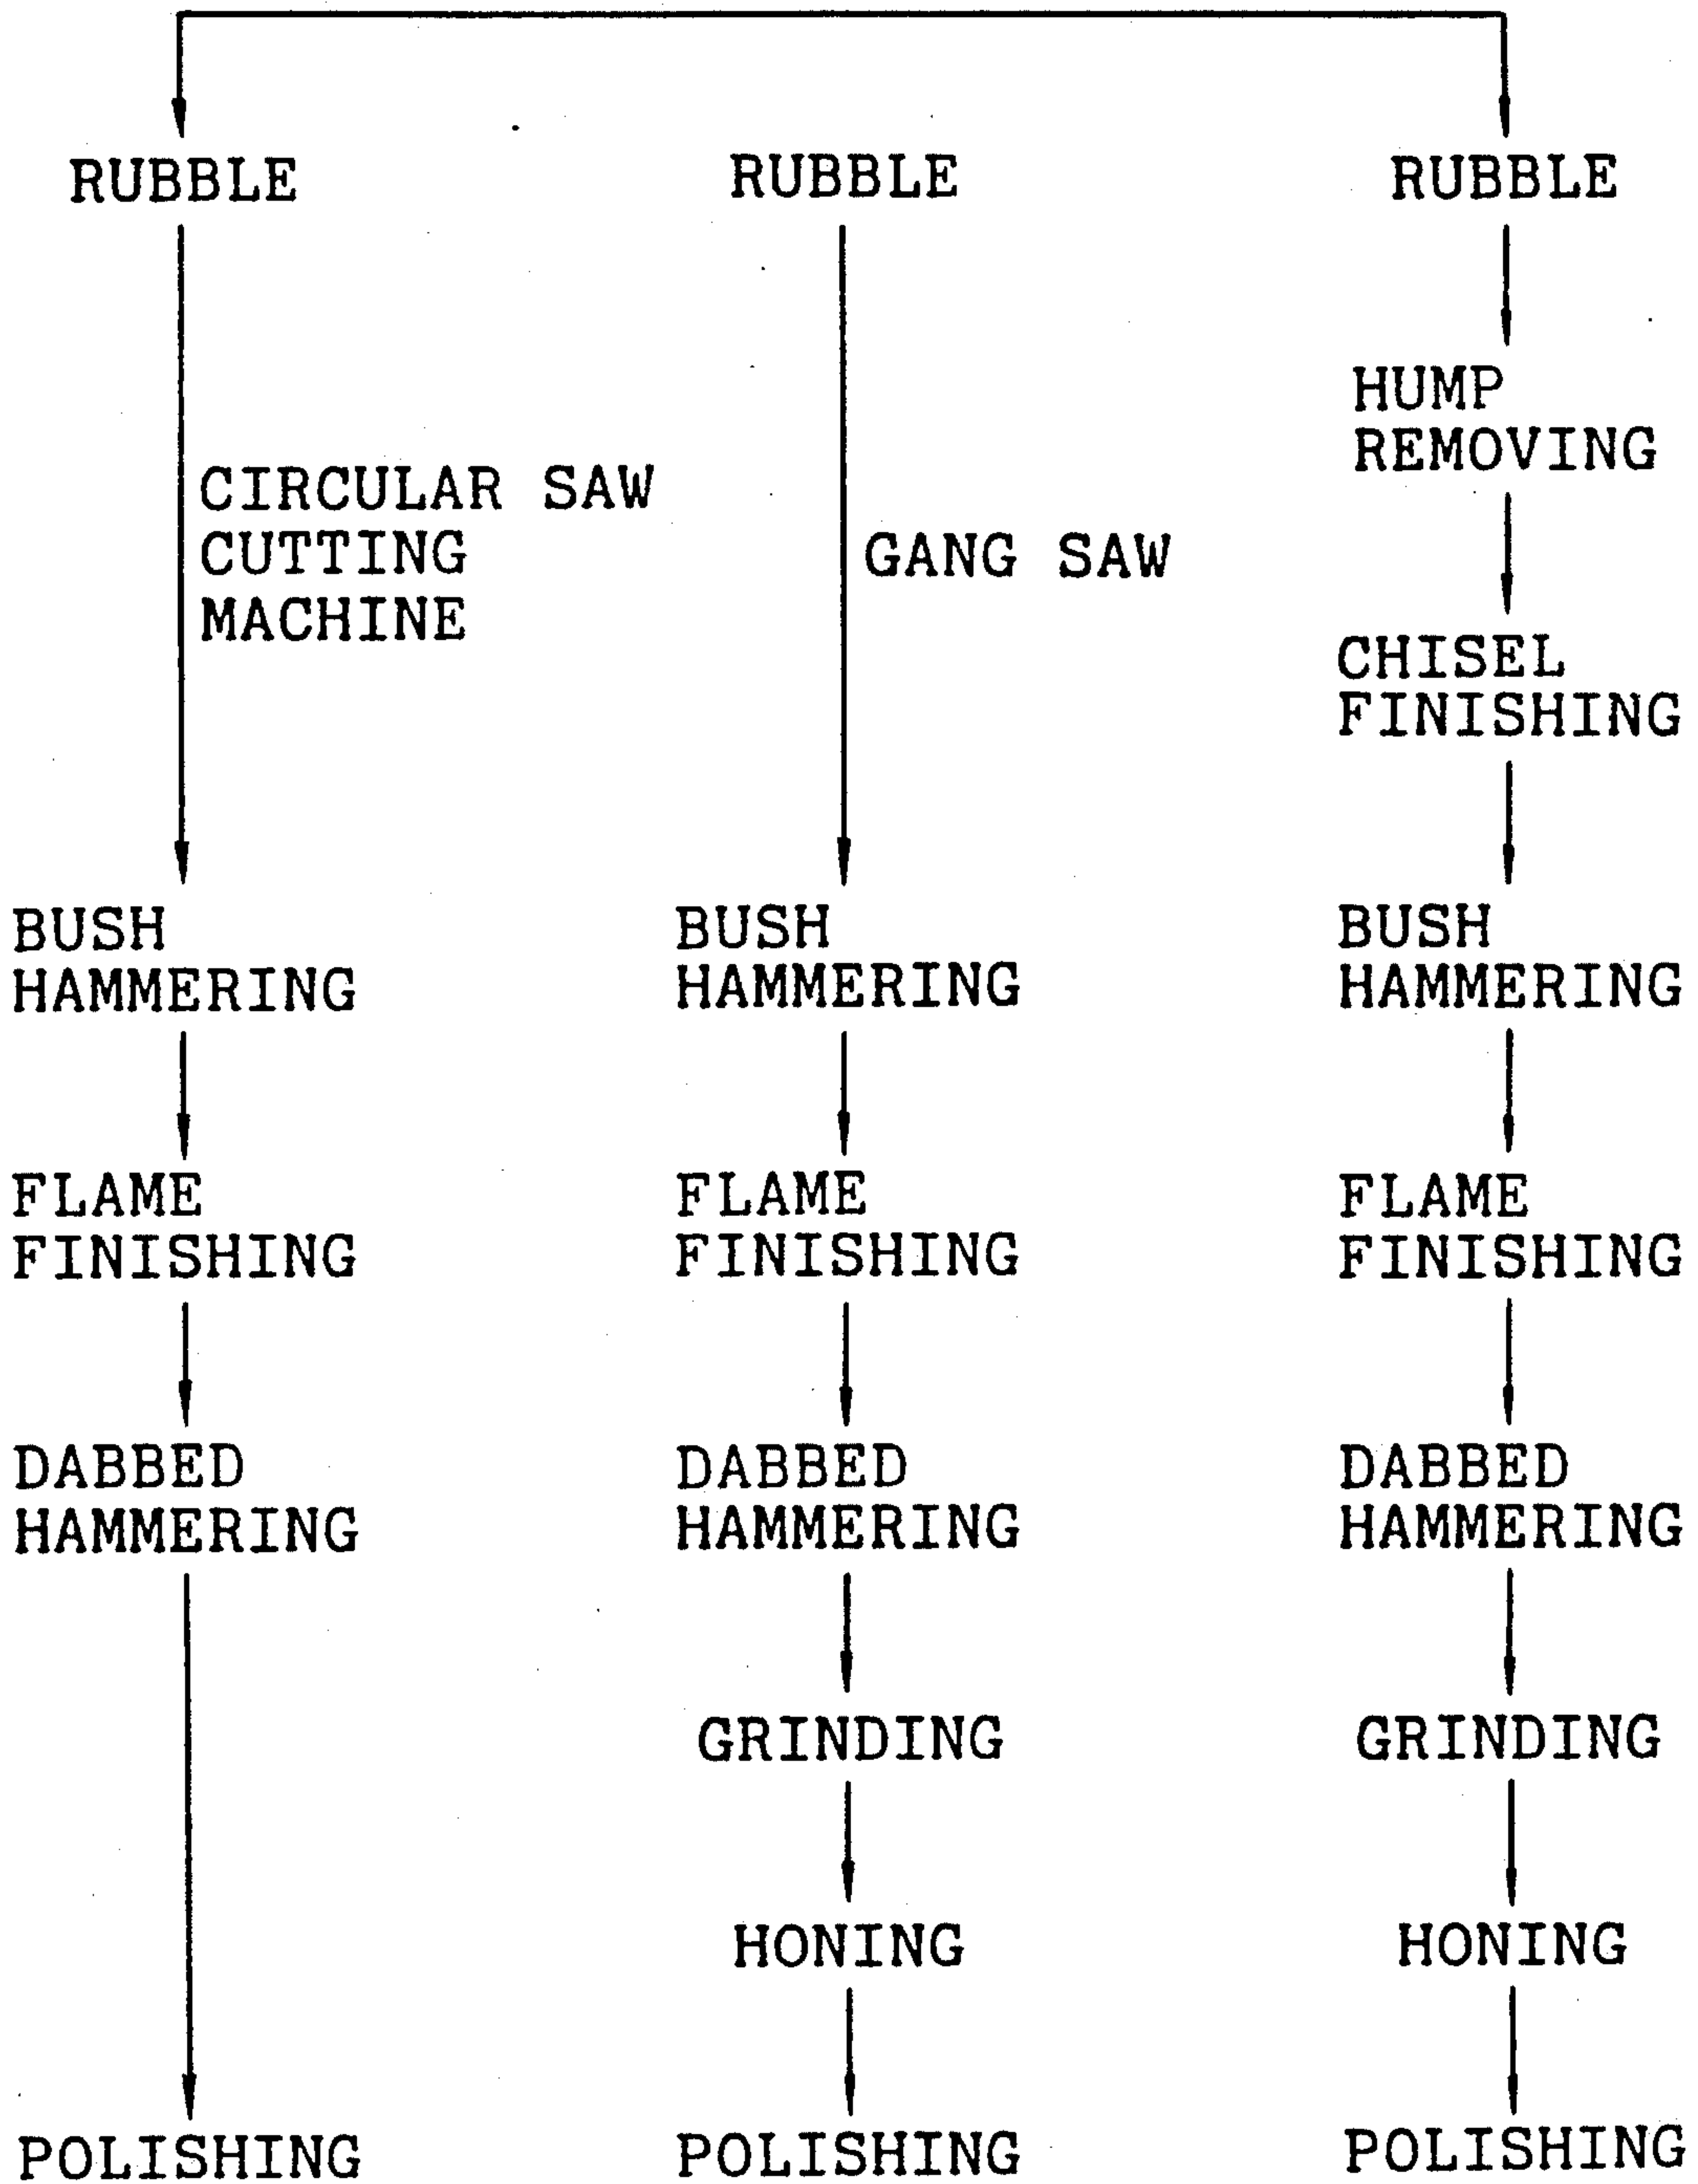 RUBBLE
CIRCULAR SAW
CUTTING
MACHINE
BUSH
HAMMERING
FLAME
FINISHING
DABBED
HAMMERING
POLISHING
RUBBLE
GANG SAW
BUSH
HAMMERING
FLAME
FINISHING
DABBED
HAMMERING
GRINDING
HONING
POLISHING
RUBBLE
HUMP
REMOVING
CHISEL
FINISHING
BUSH
HAMMERING
FLAME
FINISHING
DABBED
HAMMERING
GRINDING
HONING
POLISHING